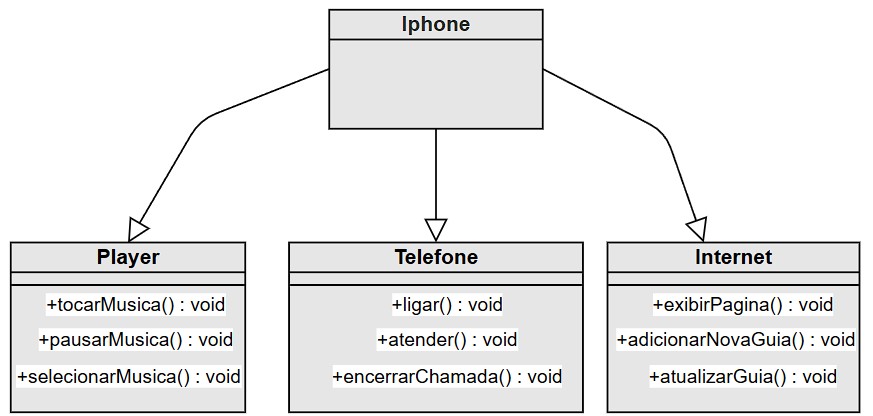 Iphone
Player
+tocarMusica() : void
+pausarMusica() : void
+selecionarMusica() : void
Telefone
+ligar() : void
+atender() : void
+encerrarChamada() : void
Internet
+exibirPagina() : void
+adicionarNovaGuia() : void
+atualizarGuia() : void